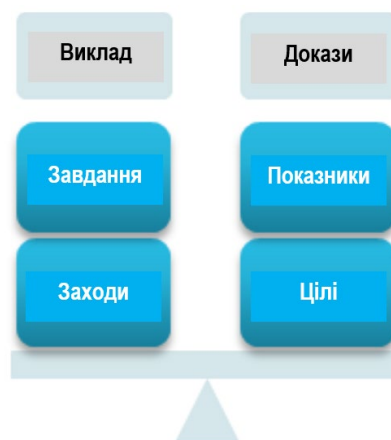 Виклад
Докази
Завдання
Показники
Заходи
Цілі